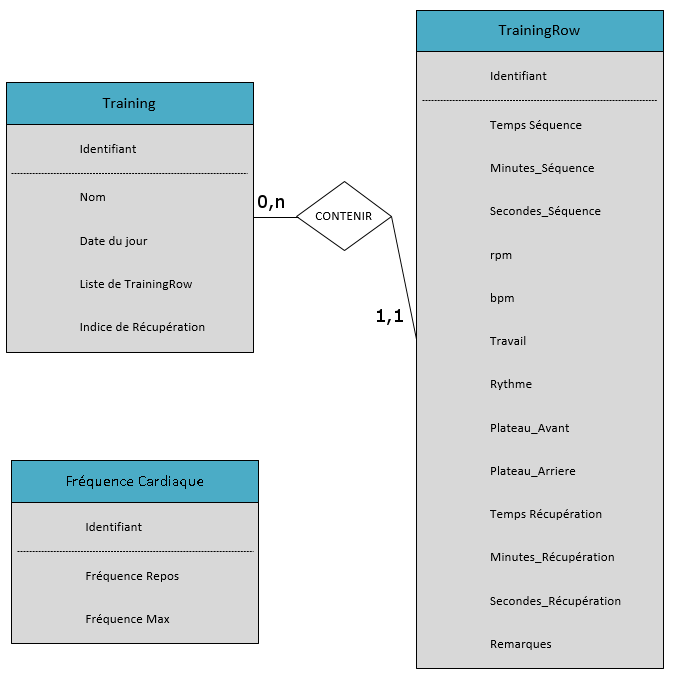 Training
Identifiant
Nom
Date du jour
Liste de TrainingRow
Indice de Récupération
0,n
CONTENIR
1,1
TrainingRow
Identifiant
Temps Séquence
Minutes_Séquence
Secondes_Séquence
rpm
bpm
Travail
Rythme
Plateau_Avant
Plateau_Arriere
Temps Récupération
Minutes_Récupération
Secondes_Récupération
Remarques
Fréquence Cardiaque
Identifiant
Fréquence Repos
Fréquence Max